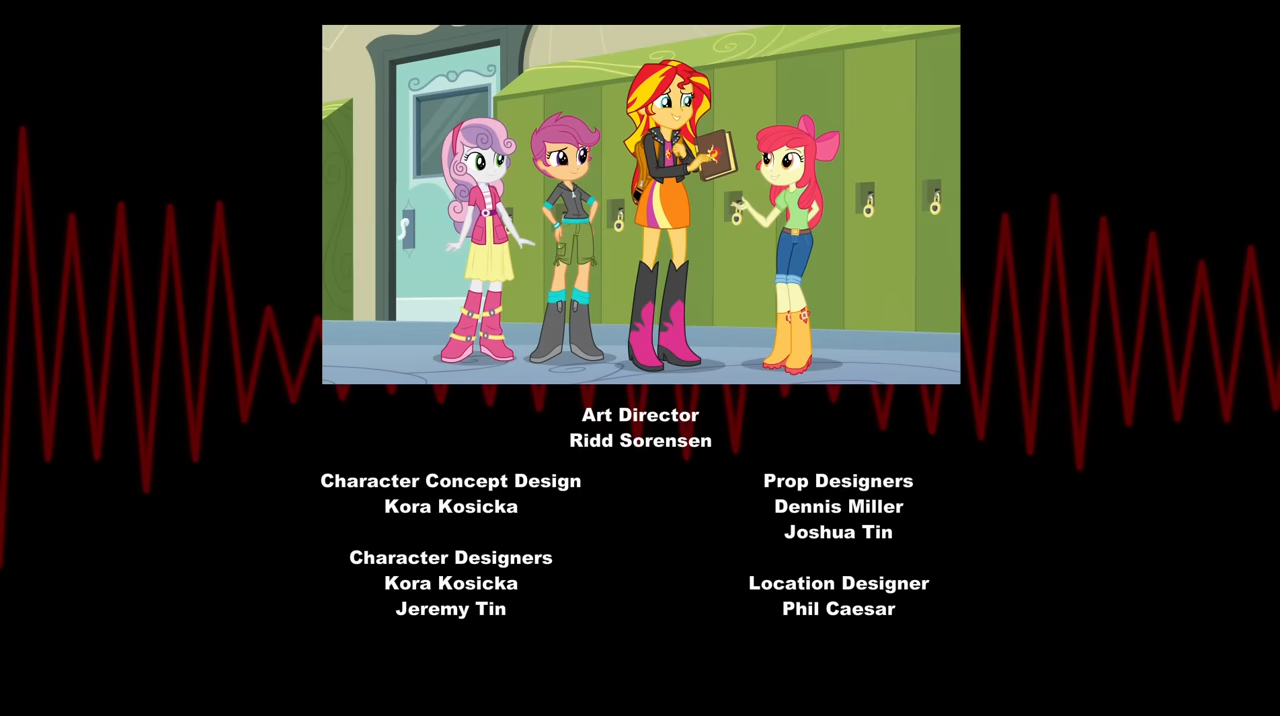 Art Director
Ridd Sorensen
Character Concept Design
Kora Kosicka
Character Designers
Kora Kosicka
Jeremy Tin
Prop Designers
Dennis Miller
Joshua Tin
Location Designer
Phil Caesar